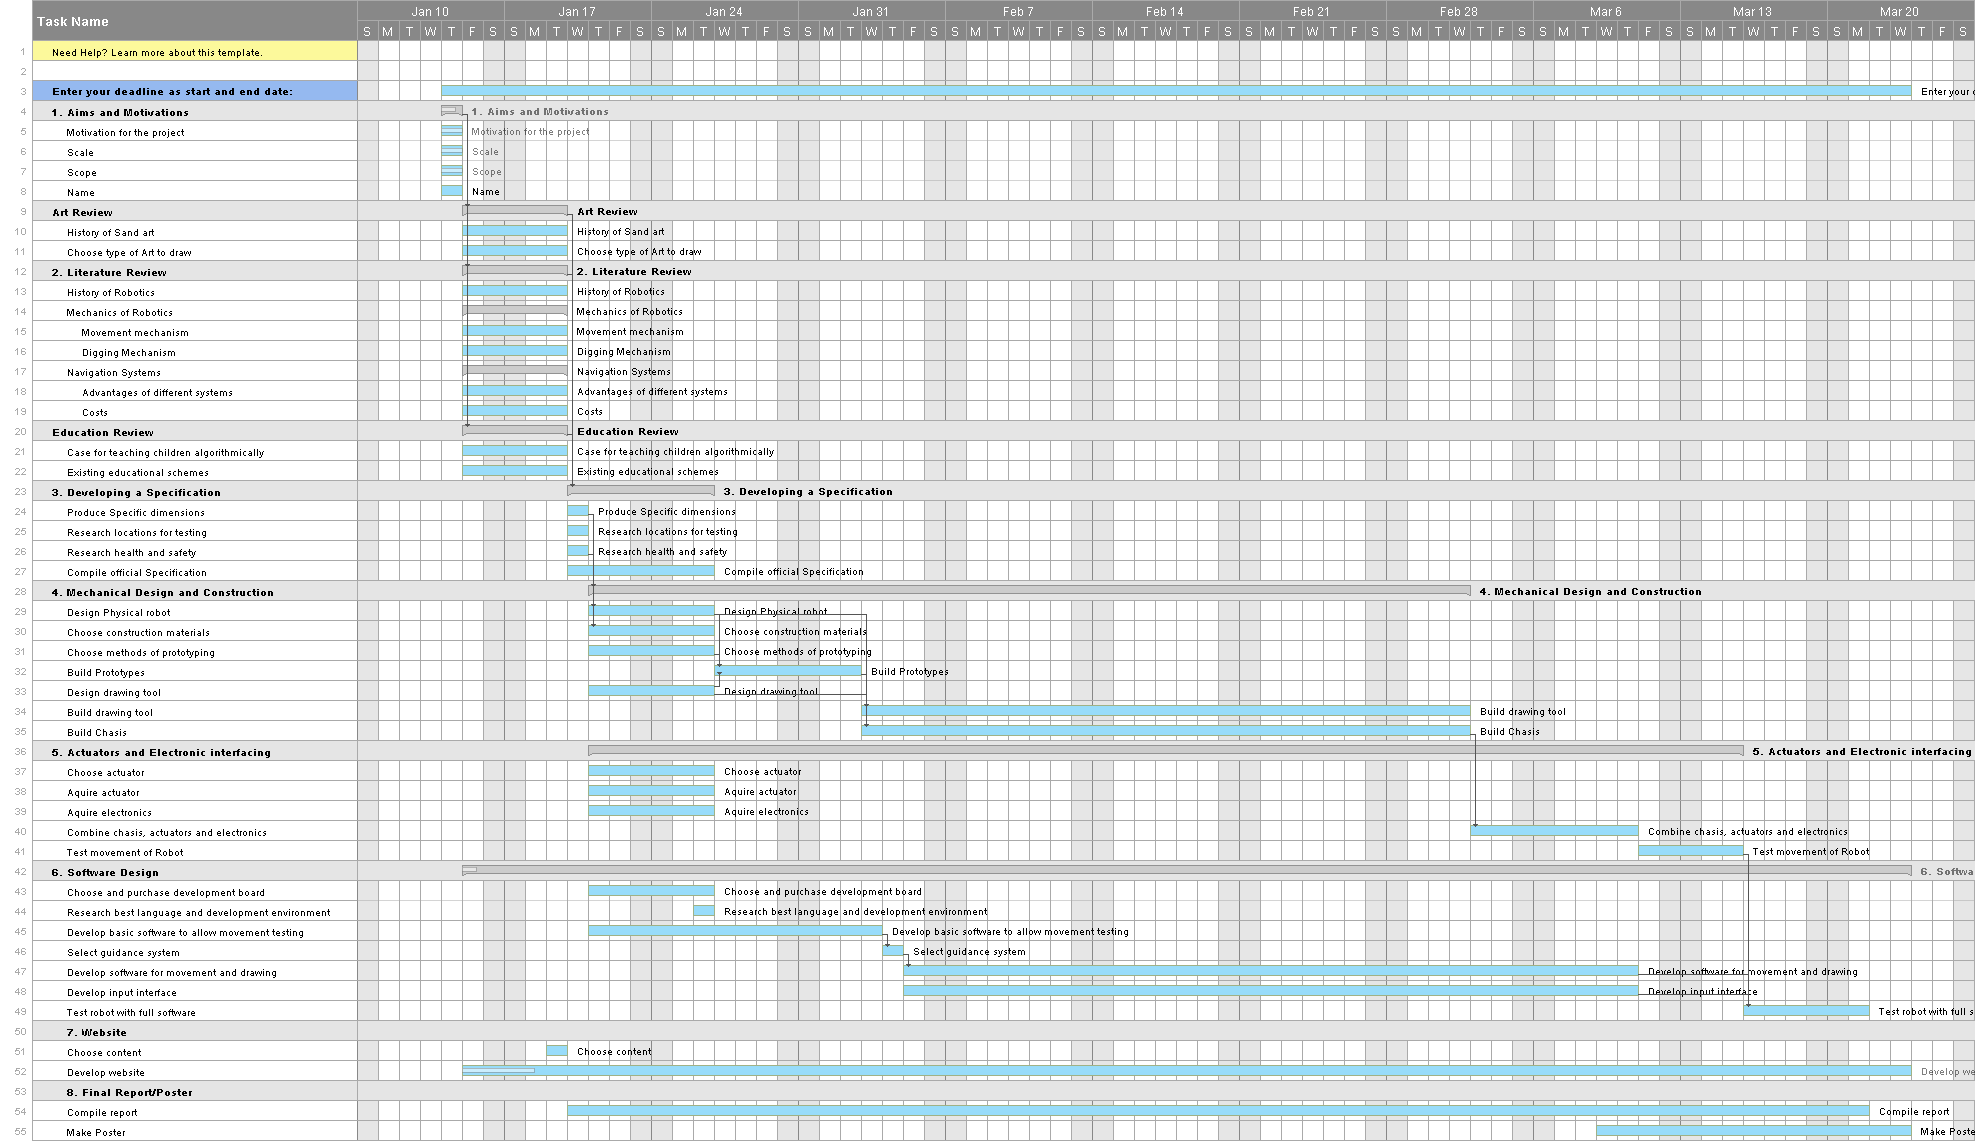 Task Name
Jan 10 Jan 17 Jan 24 Jan 31 Feb 7 Feb 14 Feb 21 Feb 28 Mar 6 Mar 13 Mar 20
S M T W T F S S M T W T F S S M T W T F S S M T W T F S S M T W T F S S M T W T F S S M T W T F S S M T W T F S S M T W T F S S M T W T F S S M T W T F S
1 Need Help? Learn more about this template.
2
3 Enter your deadline as start and end date: Enter your
4 1. Aims and Motivations 1. Aims and Motivations
5 Motivation for the project Motivation for the project
6 Scale Scale
7 Scope Scope
8 Name Name
9 Art Review Art Review
10 History of Sand art History of Sand art
11 Choose type of Art to draw Choose type of Art to draw
12 2. Literature Review 2. Literature Review
13 History of Robotics History of Robotics
14 Mechanics of Robotics Mechanics of Robotics
15 Movement mechanism Movement mechanism
16 Digging Mechanism Digging Mechanism
17 Navigation Systems Navigation Systems
18 Advantages of different systems Advantages of different systems
19 Costs Costs
20 Education Review Education Review
21 Case for teaching children algorithmically Case for teaching children algorithmically
22 Existing educational schemes Existing educational schemes
23 3. Developing a Specification 3. Developing a Specification
24 Produce Specific dimensions Produce Specific dimensions
25 Research locations for testing Research locations for testing
26 Research health and safety Research health and safety
27 Compile official Specification Compile official Specification
28 4. Mechanical Design and Construction 4. Mechanical Design and Construction
29 Design Physical robot Design Physical robot
30 Choose construction materials Choose construction materials
31 Choose methods of prototyping Choose methods of prototyping
32 Build Prototypes Build Prototypes
33 Design drawing tool Design drawing tool
34 Build drawing tool Build drawing tool
35 Build Chasis Build Chasis
36 5. Actuators and Electronic interfacing 5. Actuators and Electronic interfacing
37 Choose actuator Choose actuator
38 Aquire actuator Aquire actuator
39 Aquire electronics Aquire electronics
40 Combine chasis, actuators and electronics Combine chasis, actuators and electronics
41 Test movement of Robot Test movement of Robot
42 6. Software Design 6. Softwa
43 Choose and purchase development board Choose and purchase development board
44 Research best language and development environment Research best language and development environment
45 Develop basic software to allow movement testing Develop basic software to allow movement testing
46 Select guidance system Select guidance system
47 Develop software for movement and drawing Develop software for movement and drawing
48 Develop input interface Develop input interface
49 Test robot with full software Test robot with full s
50 7. Website
51 Choose content Choose content
52 Develop website Develop we
53 8. Final Report/Poster
54 Compile report Compile report
55 Make Poster Make Poste